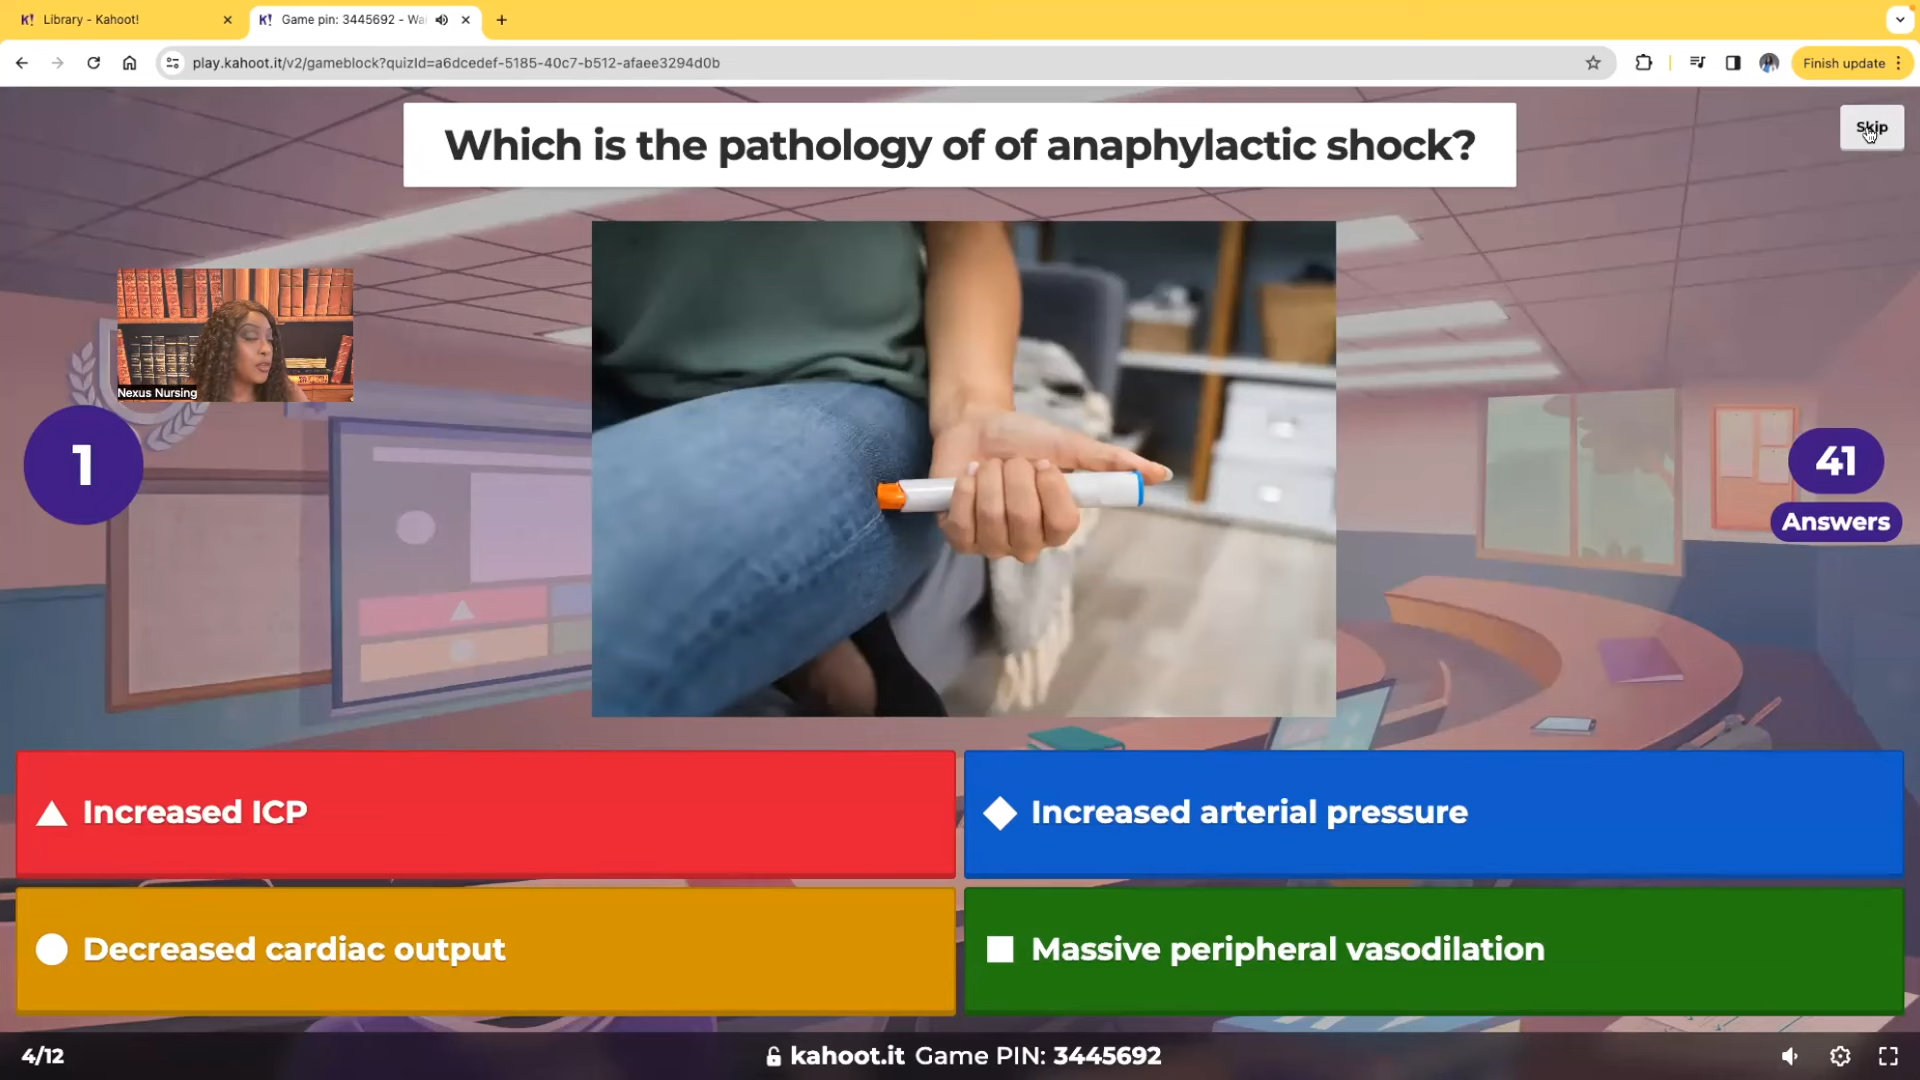 Library - Kahoot!
Game pin: 3445692 - Wai
play.kahoot.it/v2/gameblock?quizId=a6dcedef-5185-40c7-b512-afaee3294d0b
Finish update
Which is the pathology of of anaphylactic shock?
Skip
Nexus Nursing
1
41
Answers
Increased ICP
Increased arterial pressure
Decreased cardiac output
Massive peripheral vasodilation
4/12
kahoot.it Game PIN: 3445692